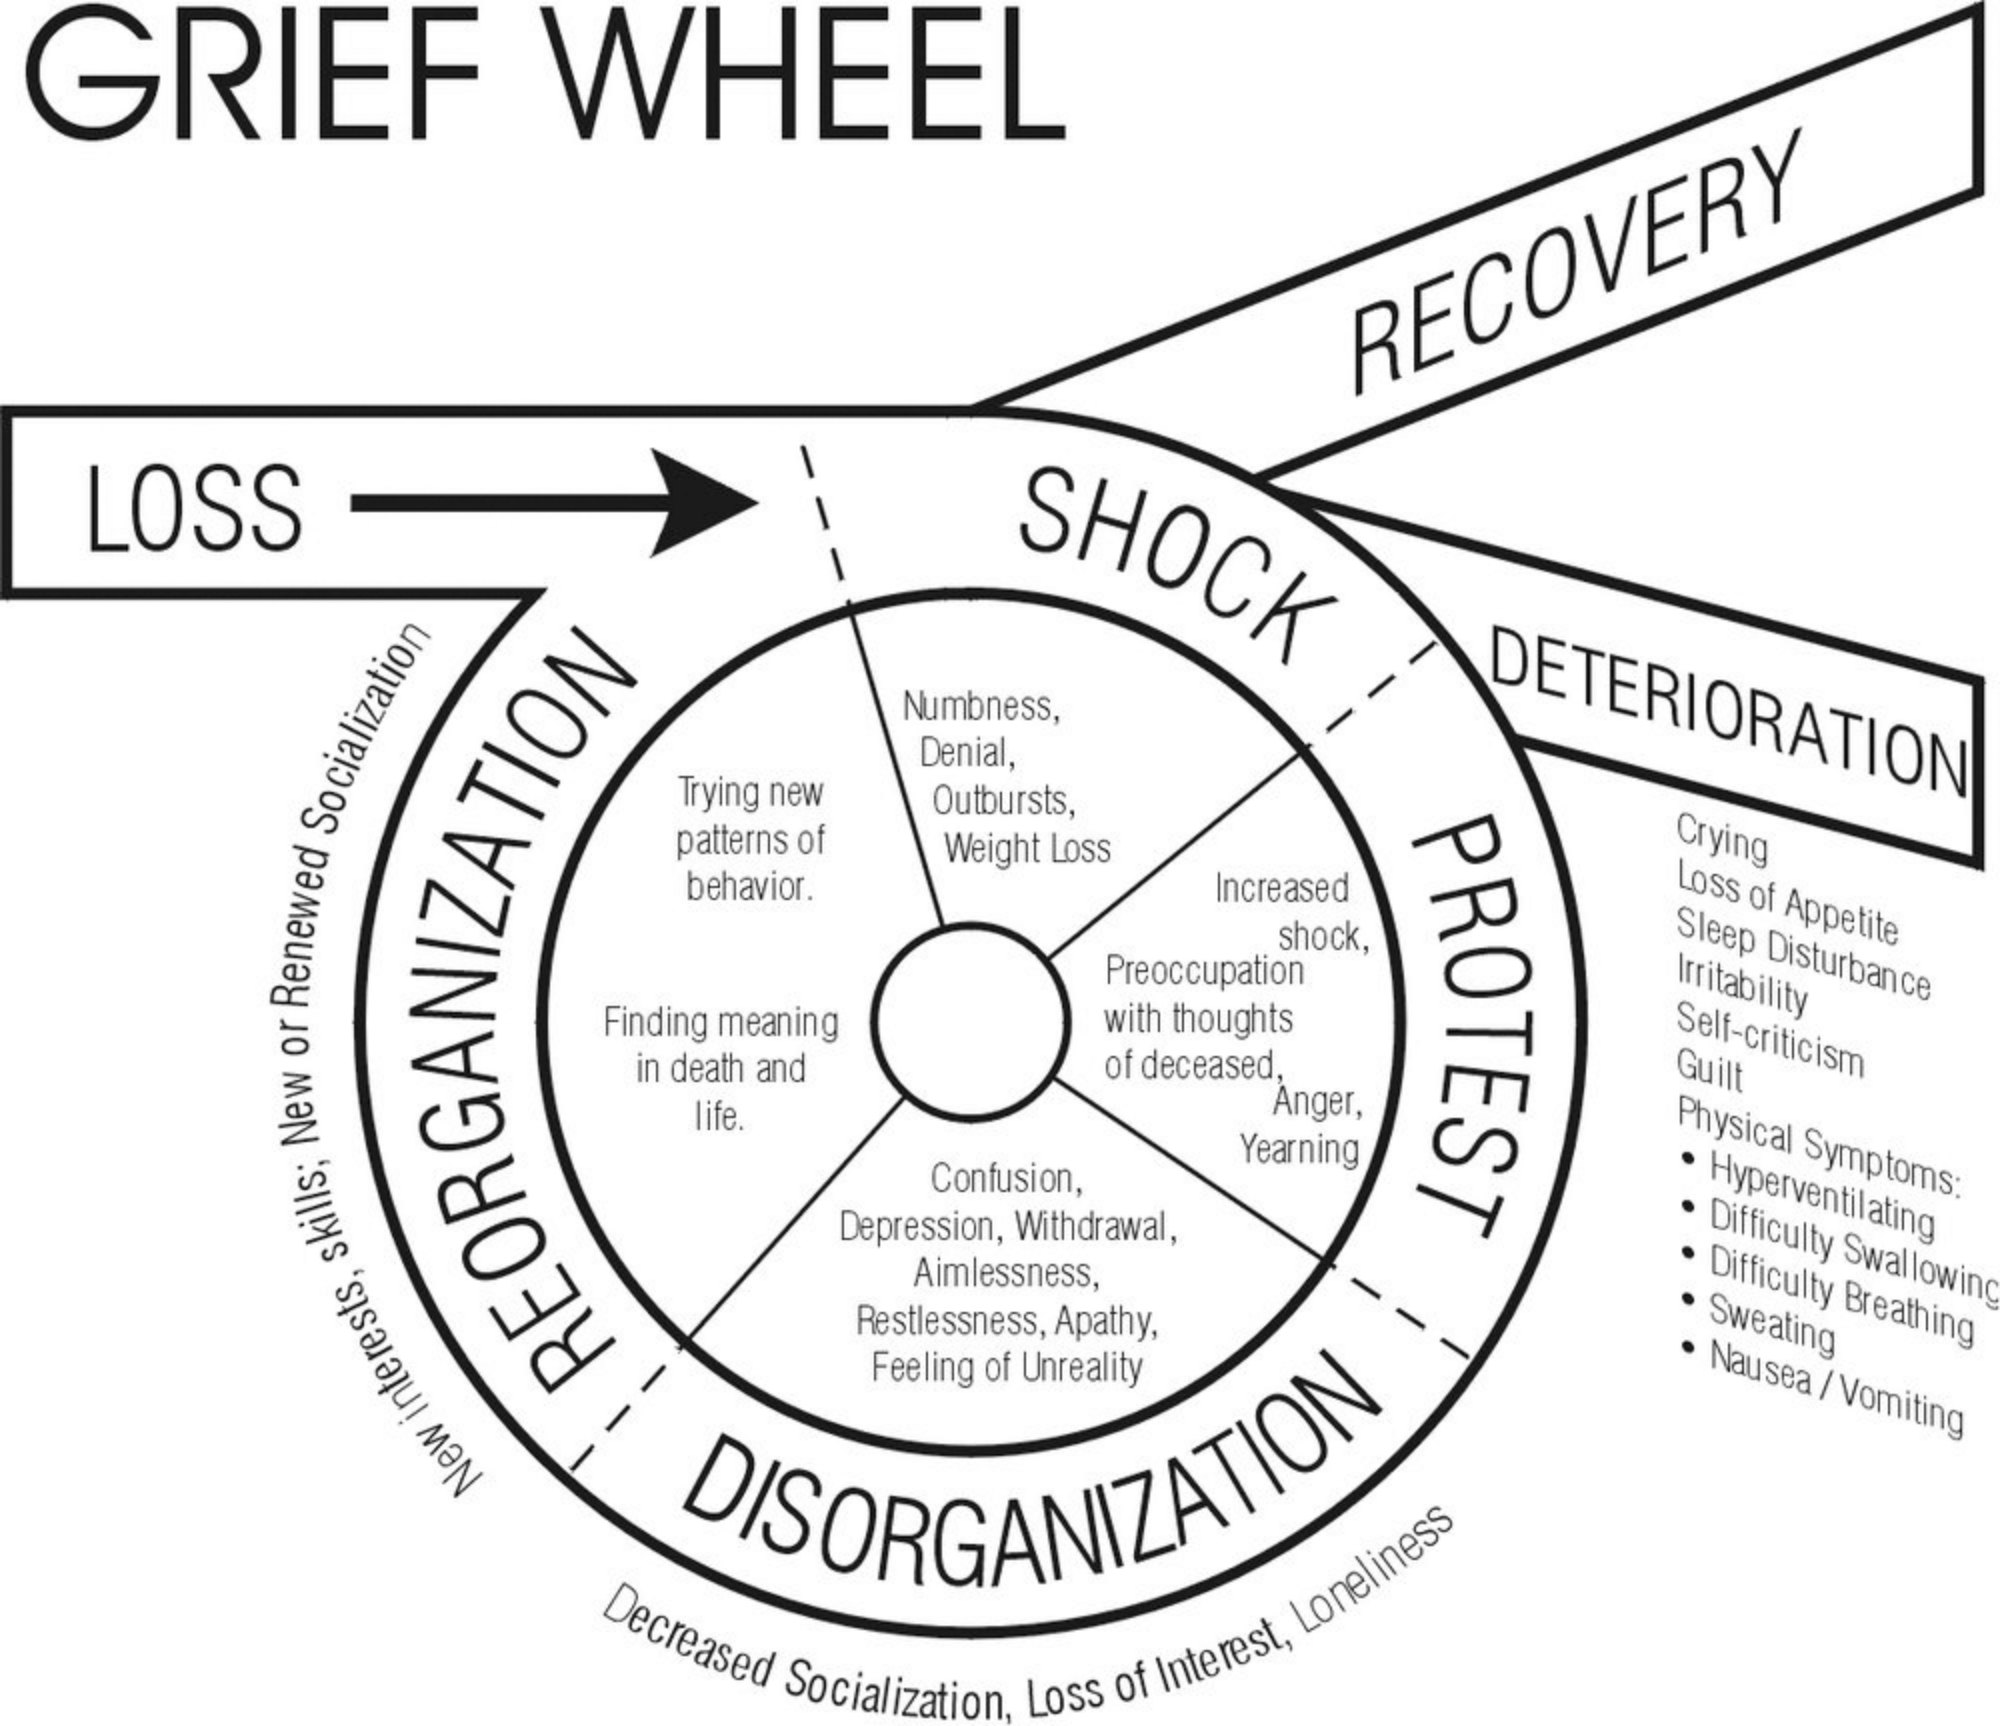 GRIEF WHEEL
RECOVERY
LOSS
SHOCK
DETERIORATION
Numbness,
Denial,
Outbursts,
Weight Loss
PROTEST
Increased
shock,
Preoccupation
with thoughts
of deceased,
Anger,
Yearning
Crying
Loss of Appetite
Sleep Disturbance
Irritability
Self-criticism
Guilt
Physical Symptoms:
• Hyperventilating
• Difficulty Swallowing
• Difficulty Breathing
• Sweating
• Nausea / Vomiting
DISORGANIZATION
Confusion,
Depression, Withdrawal,
Aimlessness,
Restlessness, Apathy,
Feeling of Unreality
Decreased Socialization, Loss of Interest, Loneliness
REORGANIZATION
Trying new
patterns of
behavior.
Finding meaning
in death and
life.
New interests, skills; New or Renewed Socialization